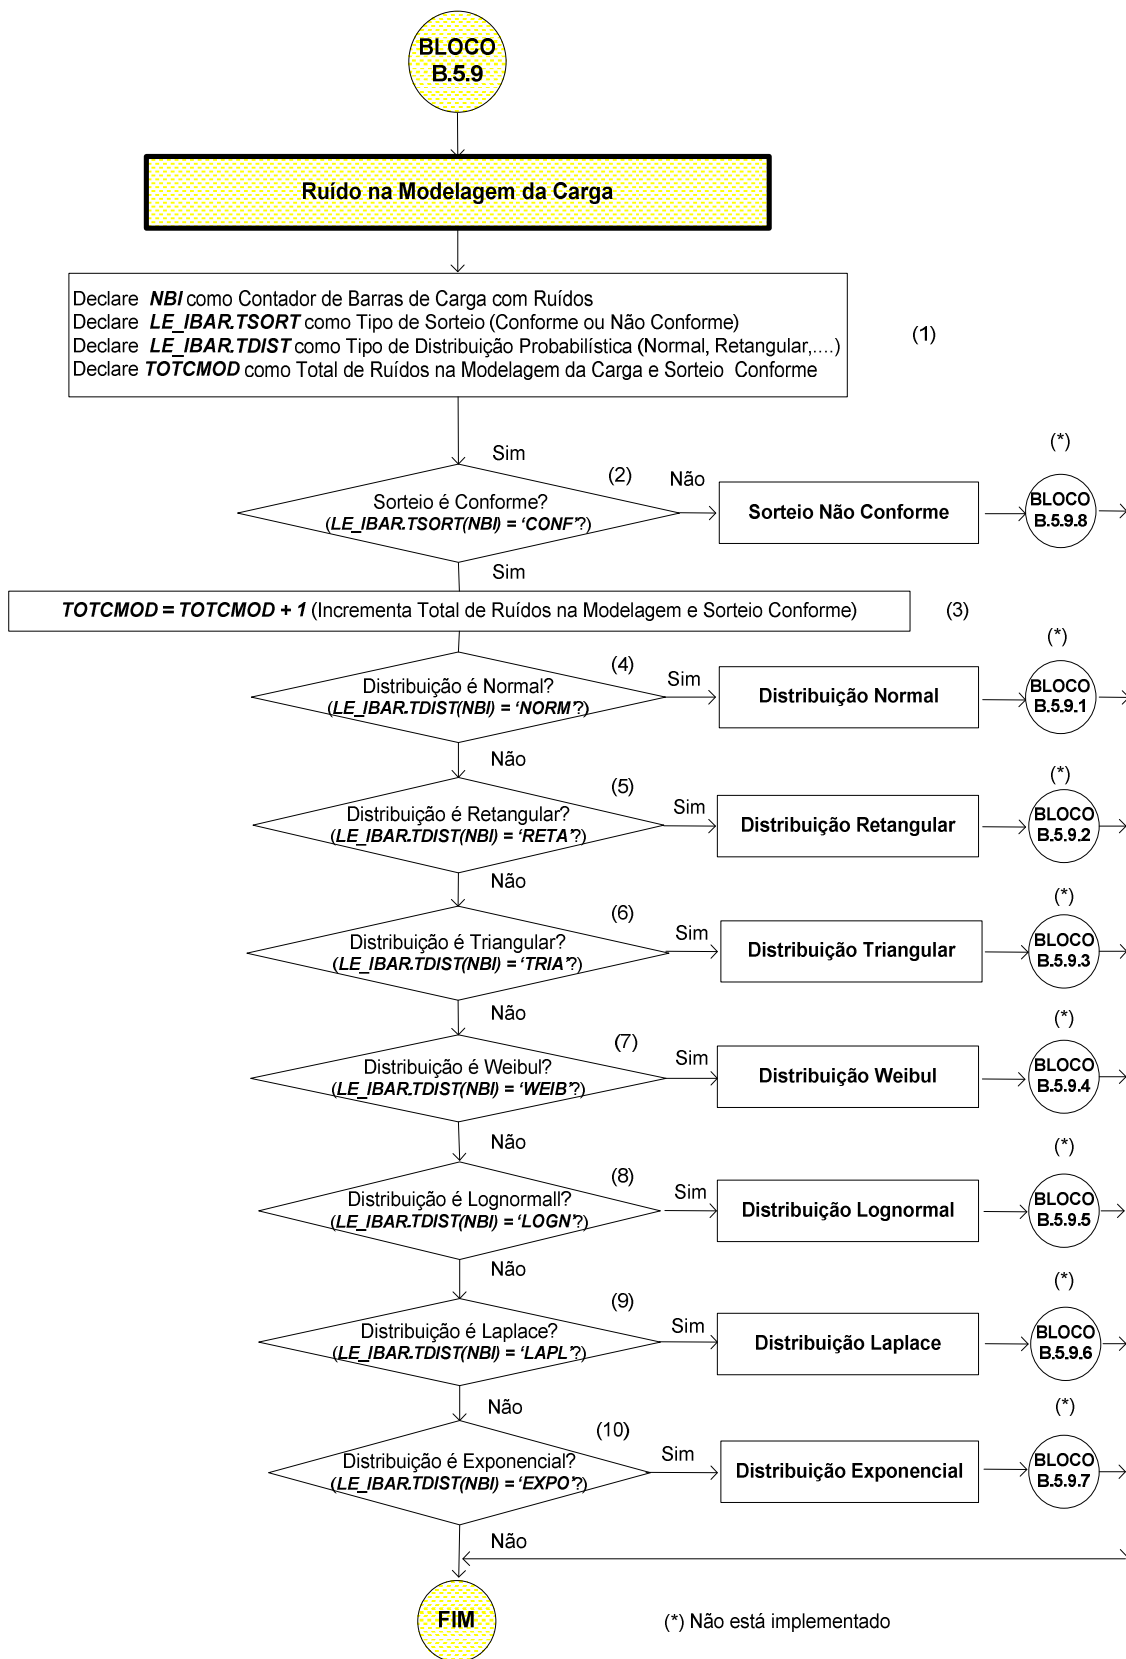 BLOCO
B.5.9
Ruído na Modelagem da Carga
Declare NBI como Contador de Barras de Carga com Ruídos
Declare LE_IBAR.TSORT como Tipo de Sorteio (Conforme ou Não Conforme)
Declare LE_IBAR.TDIST como Tipo de Distribuição Probabilística (Normal, Retangular,....)
Declare TOTCMOD como Total de Ruídos na Modelagem da Carga e Sorteio Conforme
(1)
Sim
(2)
Sorteio é Conforme?
(LE_IBAR.TSORT(NBI) = ‘CONF’?)
Não
Sorteio Não Conforme
(*)
BLOCO
B.5.9.8
Sim
TOTCMOD = TOTCMOD + 1 (Incrementa Total de Ruídos na Modelagem e Sorteio Conforme)
(3)
(4)
Distribuição é Normal?
(LE_IBAR.TDIST(NBI) = ‘NORM’?)
Sim
Distribuição Normal
(*)
BLOCO
B.5.9.1
Não
(5)
Distribuição é Retangular?
(LE_IBAR.TDIST(NBI) = ‘RETA’?)
Sim
Distribuição Retangular
(*)
BLOCO
B.5.9.2
Não
(6)
Distribuição é Triangular?
(LE_IBAR.TDIST(NBI) = ‘TRIA’?)
Sim
Distribuição Triangular
(*)
BLOCO
B.5.9.3
Não
(7)
Distribuição é Weibul?
(LE_IBAR.TDIST(NBI) = ‘WEIB’?)
Sim
Distribuição Weibul
(*)
BLOCO
B.5.9.4
Não
(8)
Distribuição é Lognormall?
(LE_IBAR.TDIST(NBI) = ‘LOGN’?)
Sim
Distribuição Lognormal
(*)
BLOCO
B.5.9.5
Não
(9)
Distribuição é Laplace?
(LE_IBAR.TDIST(NBI) = ‘LAPL’?)
Sim
Distribuição Laplace
(*)
BLOCO
B.5.9.6
Não
(10)
Distribuição é Exponencial?
(LE_IBAR.TDIST(NBI) = ‘EXPO’?)
Sim
Distribuição Exponencial
(*)
BLOCO
B.5.9.7
Não
FIM
(*) Não está implementado